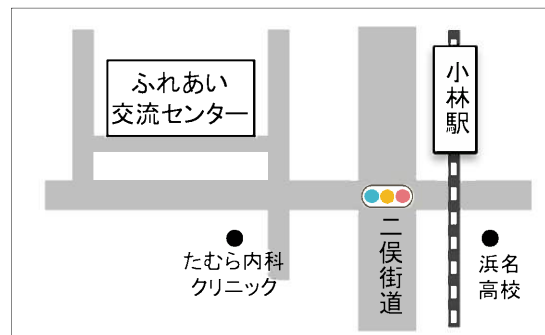 ふれあい
交流センター
小林駅
たむら内科
クリニック
二俣街道
浜名
高校